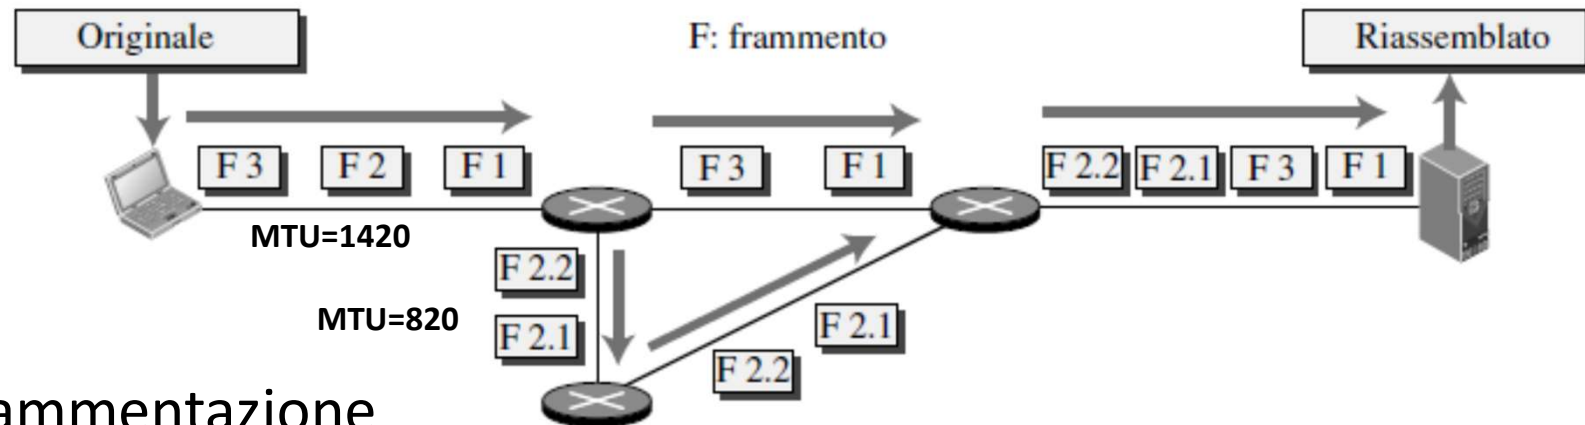 Originale
F: frammento
Riassemblato
F 3
F 2
F 1
F 3
F 1
F 2.2
F 2.1
F 3
F 1
MTU=1420
F 2.2
MTU=820
F 2.1
F 2.1
F 2.2